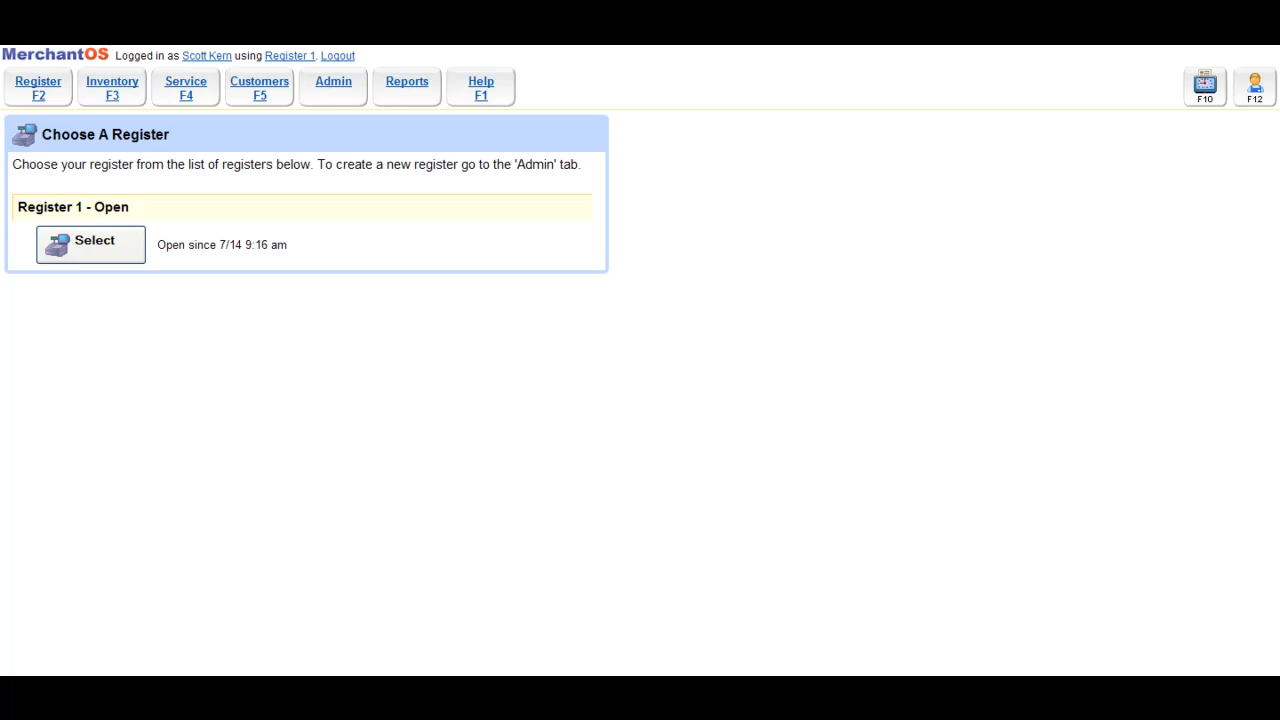 MerchantOS Logged in as Scott Kern using Register 1. Logout
Register Inventory Service Customers Admin Reports Help
F2 F3 F4 F5 F1
F10 F12
Choose A Register
Choose your register from the list of registers below. To create a new register go to the 'Admin' tab.
Register 1 - Open
Select Open since 7/14 9:16 am